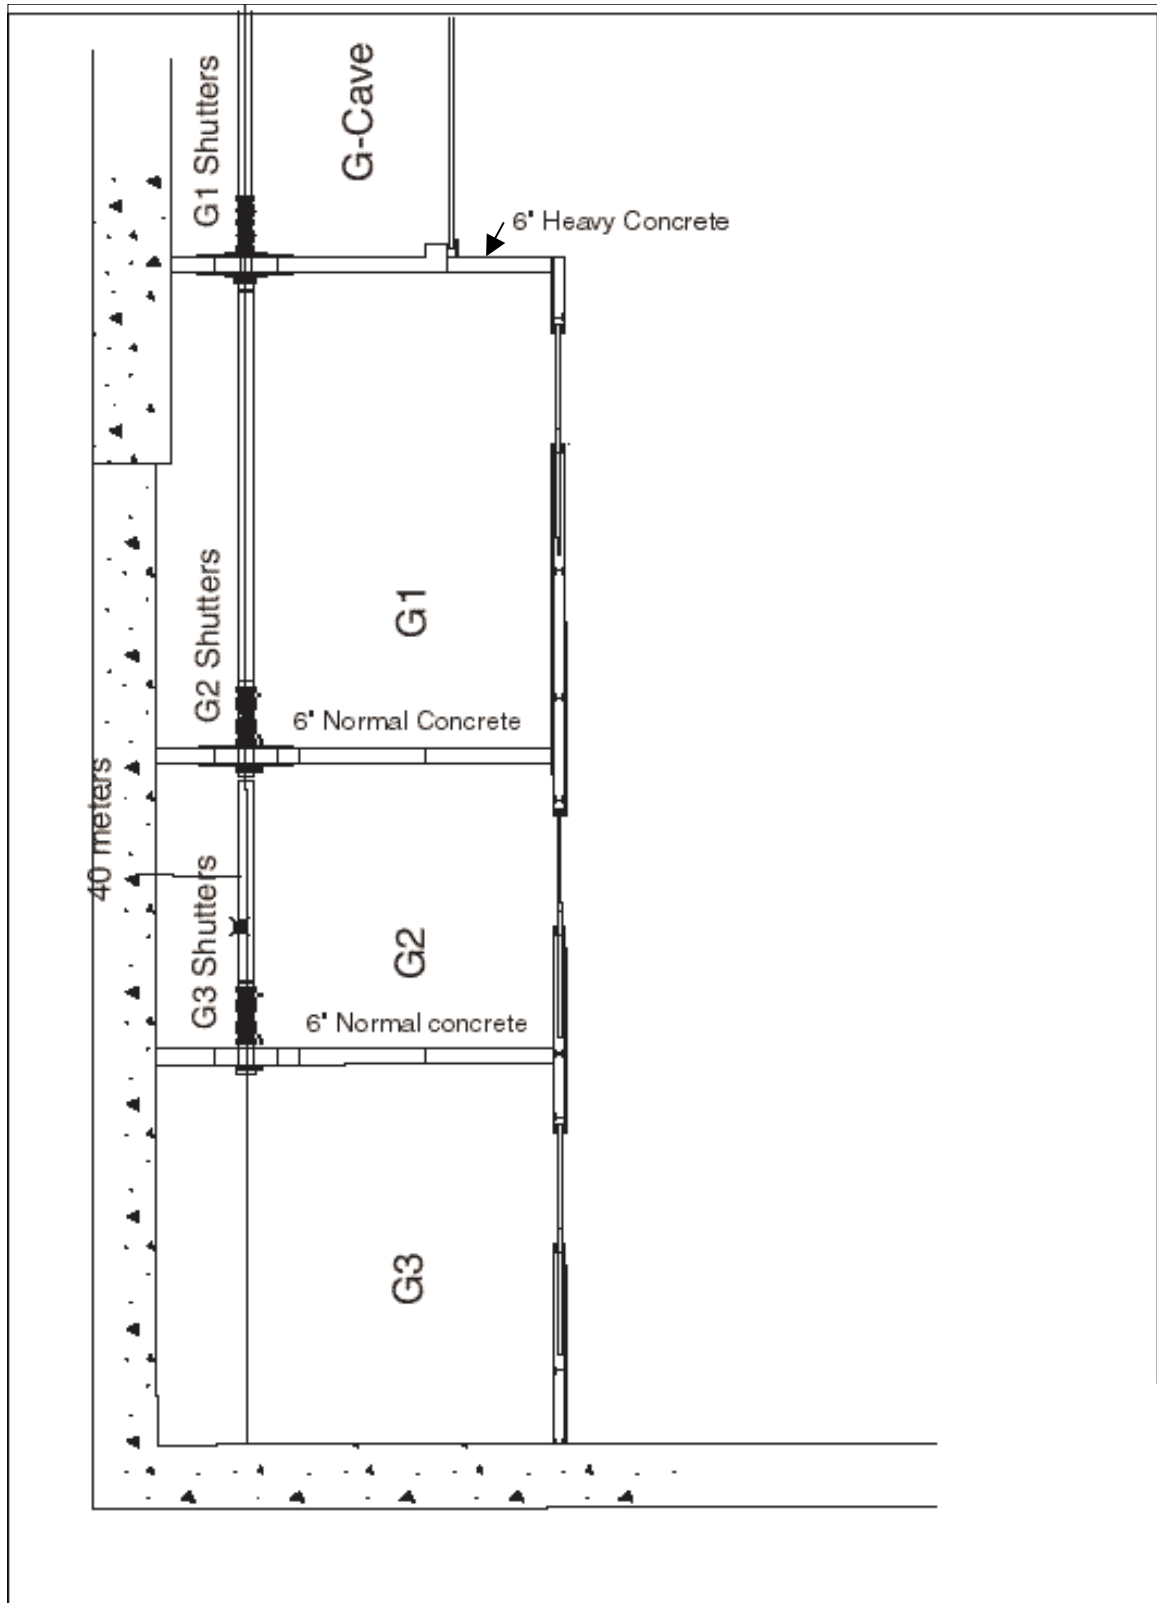 G1 Shutters
G-Cave
6" Heavy Concrete
G2 Shutters
G1
6" Normal Concrete
40 meters
G3 Shutters
G2
6" Normal concrete
G3